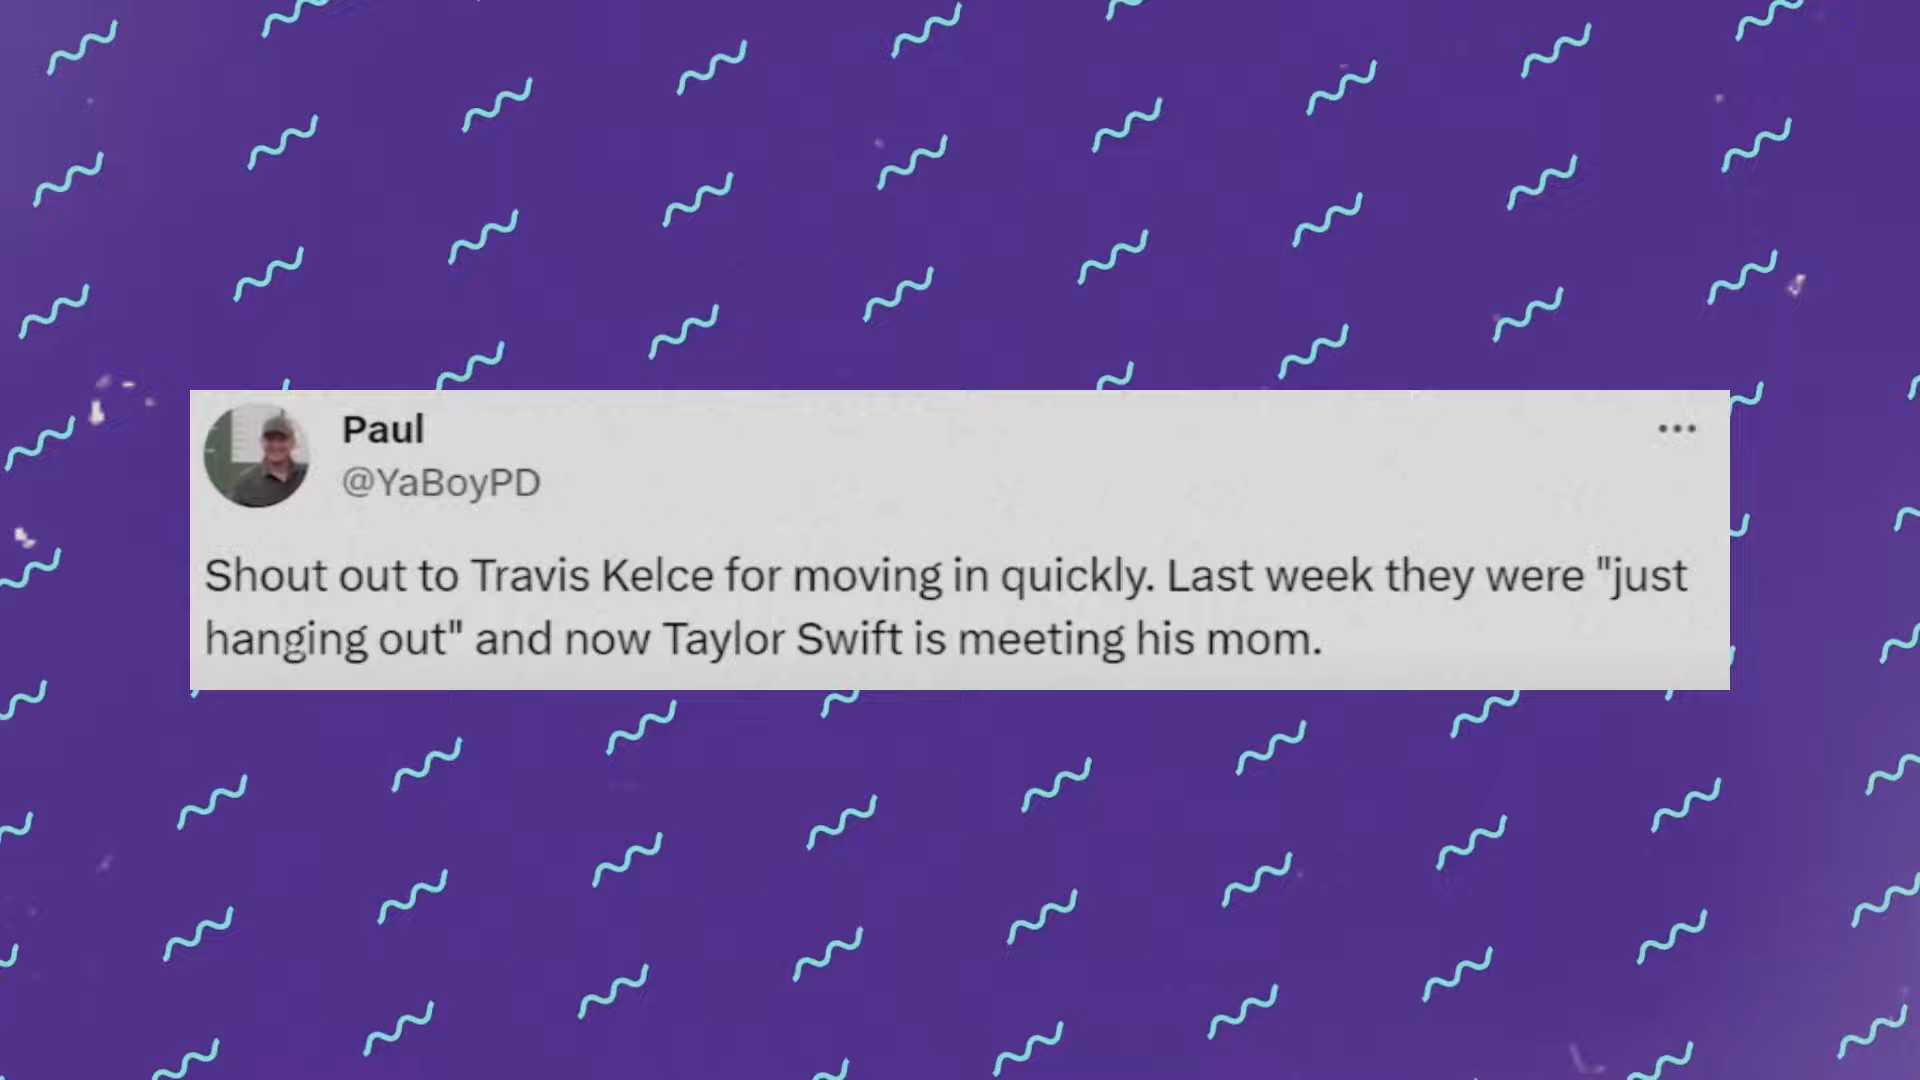 Paul
@YaBoyPD
Shout out to Travis Kelce for moving in quickly. Last week they were "just
hanging out" and now Taylor Swift is meeting his mom.